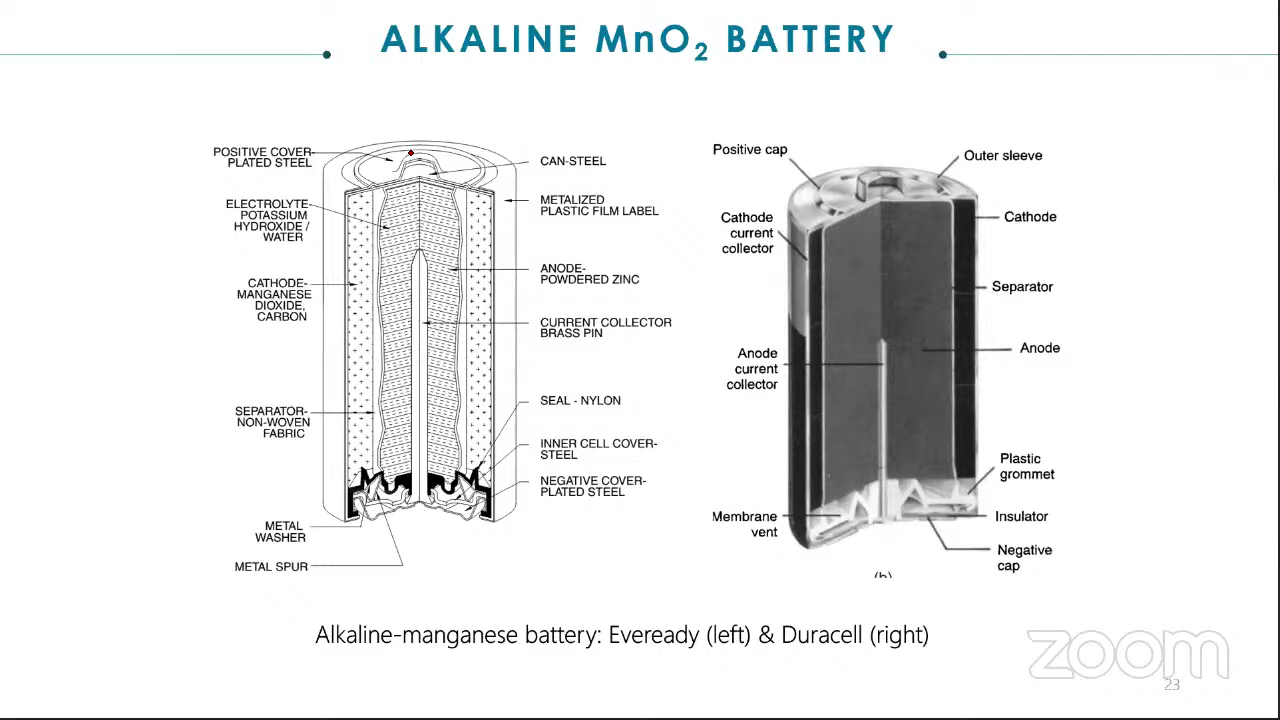 ALKALINE MnO₂ BATTERY
POSITIVE COVER-
PLATED STEEL
ELECTROLYTE-
POTASSIUM
HYDROXIDE /
WATER
CATHODE-
MANGANESE
DIOXIDE,
CARBON
SEPARATOR-
NON-WOVEN
FABRIC
METAL
WASHER
METAL SPUR
CAN-STEEL
METALIZED
PLASTIC FILM LABEL
ANODE-
POWDERED ZINC
CURRENT COLLECTOR
BRASS PIN
SEAL - NYLON
INNER CELL COVER-
STEEL
NEGATIVE COVER-
PLATED STEEL
Positive cap
Cathode
current
collector
Anode
current
collector
Membrane
vent
Outer sleeve
Cathode
Separator
Anode
Plastic
grommet
Insulator
Negative
cap
(b)
Alkaline-manganese battery: Eveready (left) & Duracell (right)
zoom
23